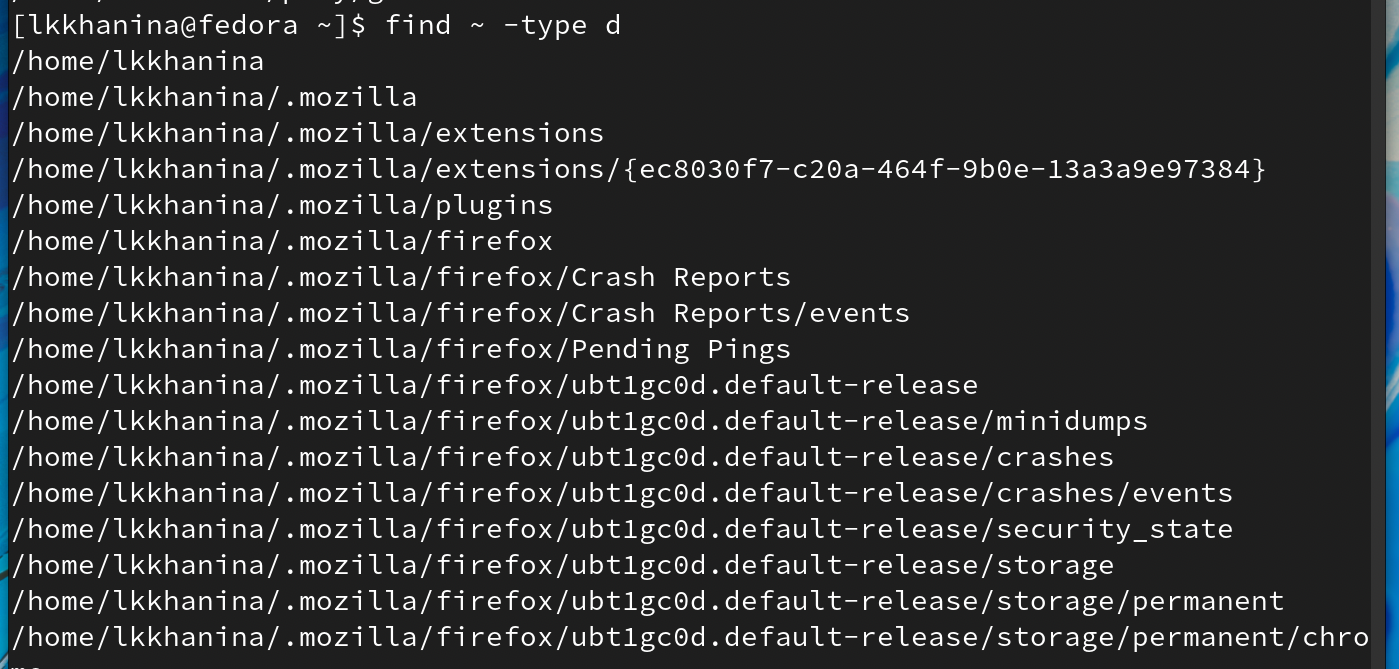 [lkkhanina@fedora ~]$ find ~ -type d
/home/lkkhanina
/home/lkkhanina/.mozilla
/home/lkkhanina/.mozilla/extensions
/home/lkkhanina/.mozilla/extensions/{ec8030f7-c20a-464f-9b0e-13a3a9e97384}
/home/lkkhanina/.mozilla/plugins
/home/lkkhanina/.mozilla/firefox
/home/lkkhanina/.mozilla/firefox/Crash Reports
/home/lkkhanina/.mozilla/firefox/Crash Reports/events
/home/lkkhanina/.mozilla/firefox/Pending Pings
/home/lkkhanina/.mozilla/firefox/ubt1gc0d.default-release
/home/lkkhanina/.mozilla/firefox/ubt1gc0d.default-release/minidumps
/home/lkkhanina/.mozilla/firefox/ubt1gc0d.default-release/crashes
/home/lkkhanina/.mozilla/firefox/ubt1gc0d.default-release/crashes/events
/home/lkkhanina/.mozilla/firefox/ubt1gc0d.default-release/security_state
/home/lkkhanina/.mozilla/firefox/ubt1gc0d.default-release/storage
/home/lkkhanina/.mozilla/firefox/ubt1gc0d.default-release/storage/permanent
/home/lkkhanina/.mozilla/firefox/ubt1gc0d.default-release/storage/permanent/chro